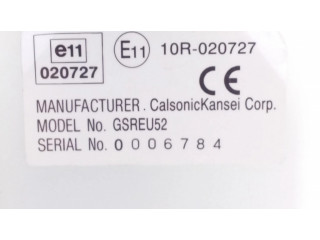 e11
020727
E11 10R-020727
CE
MANUFACTURER. CalsonicKansei Corp.
MODEL No. GSREU52
SERIAL No. 0006784